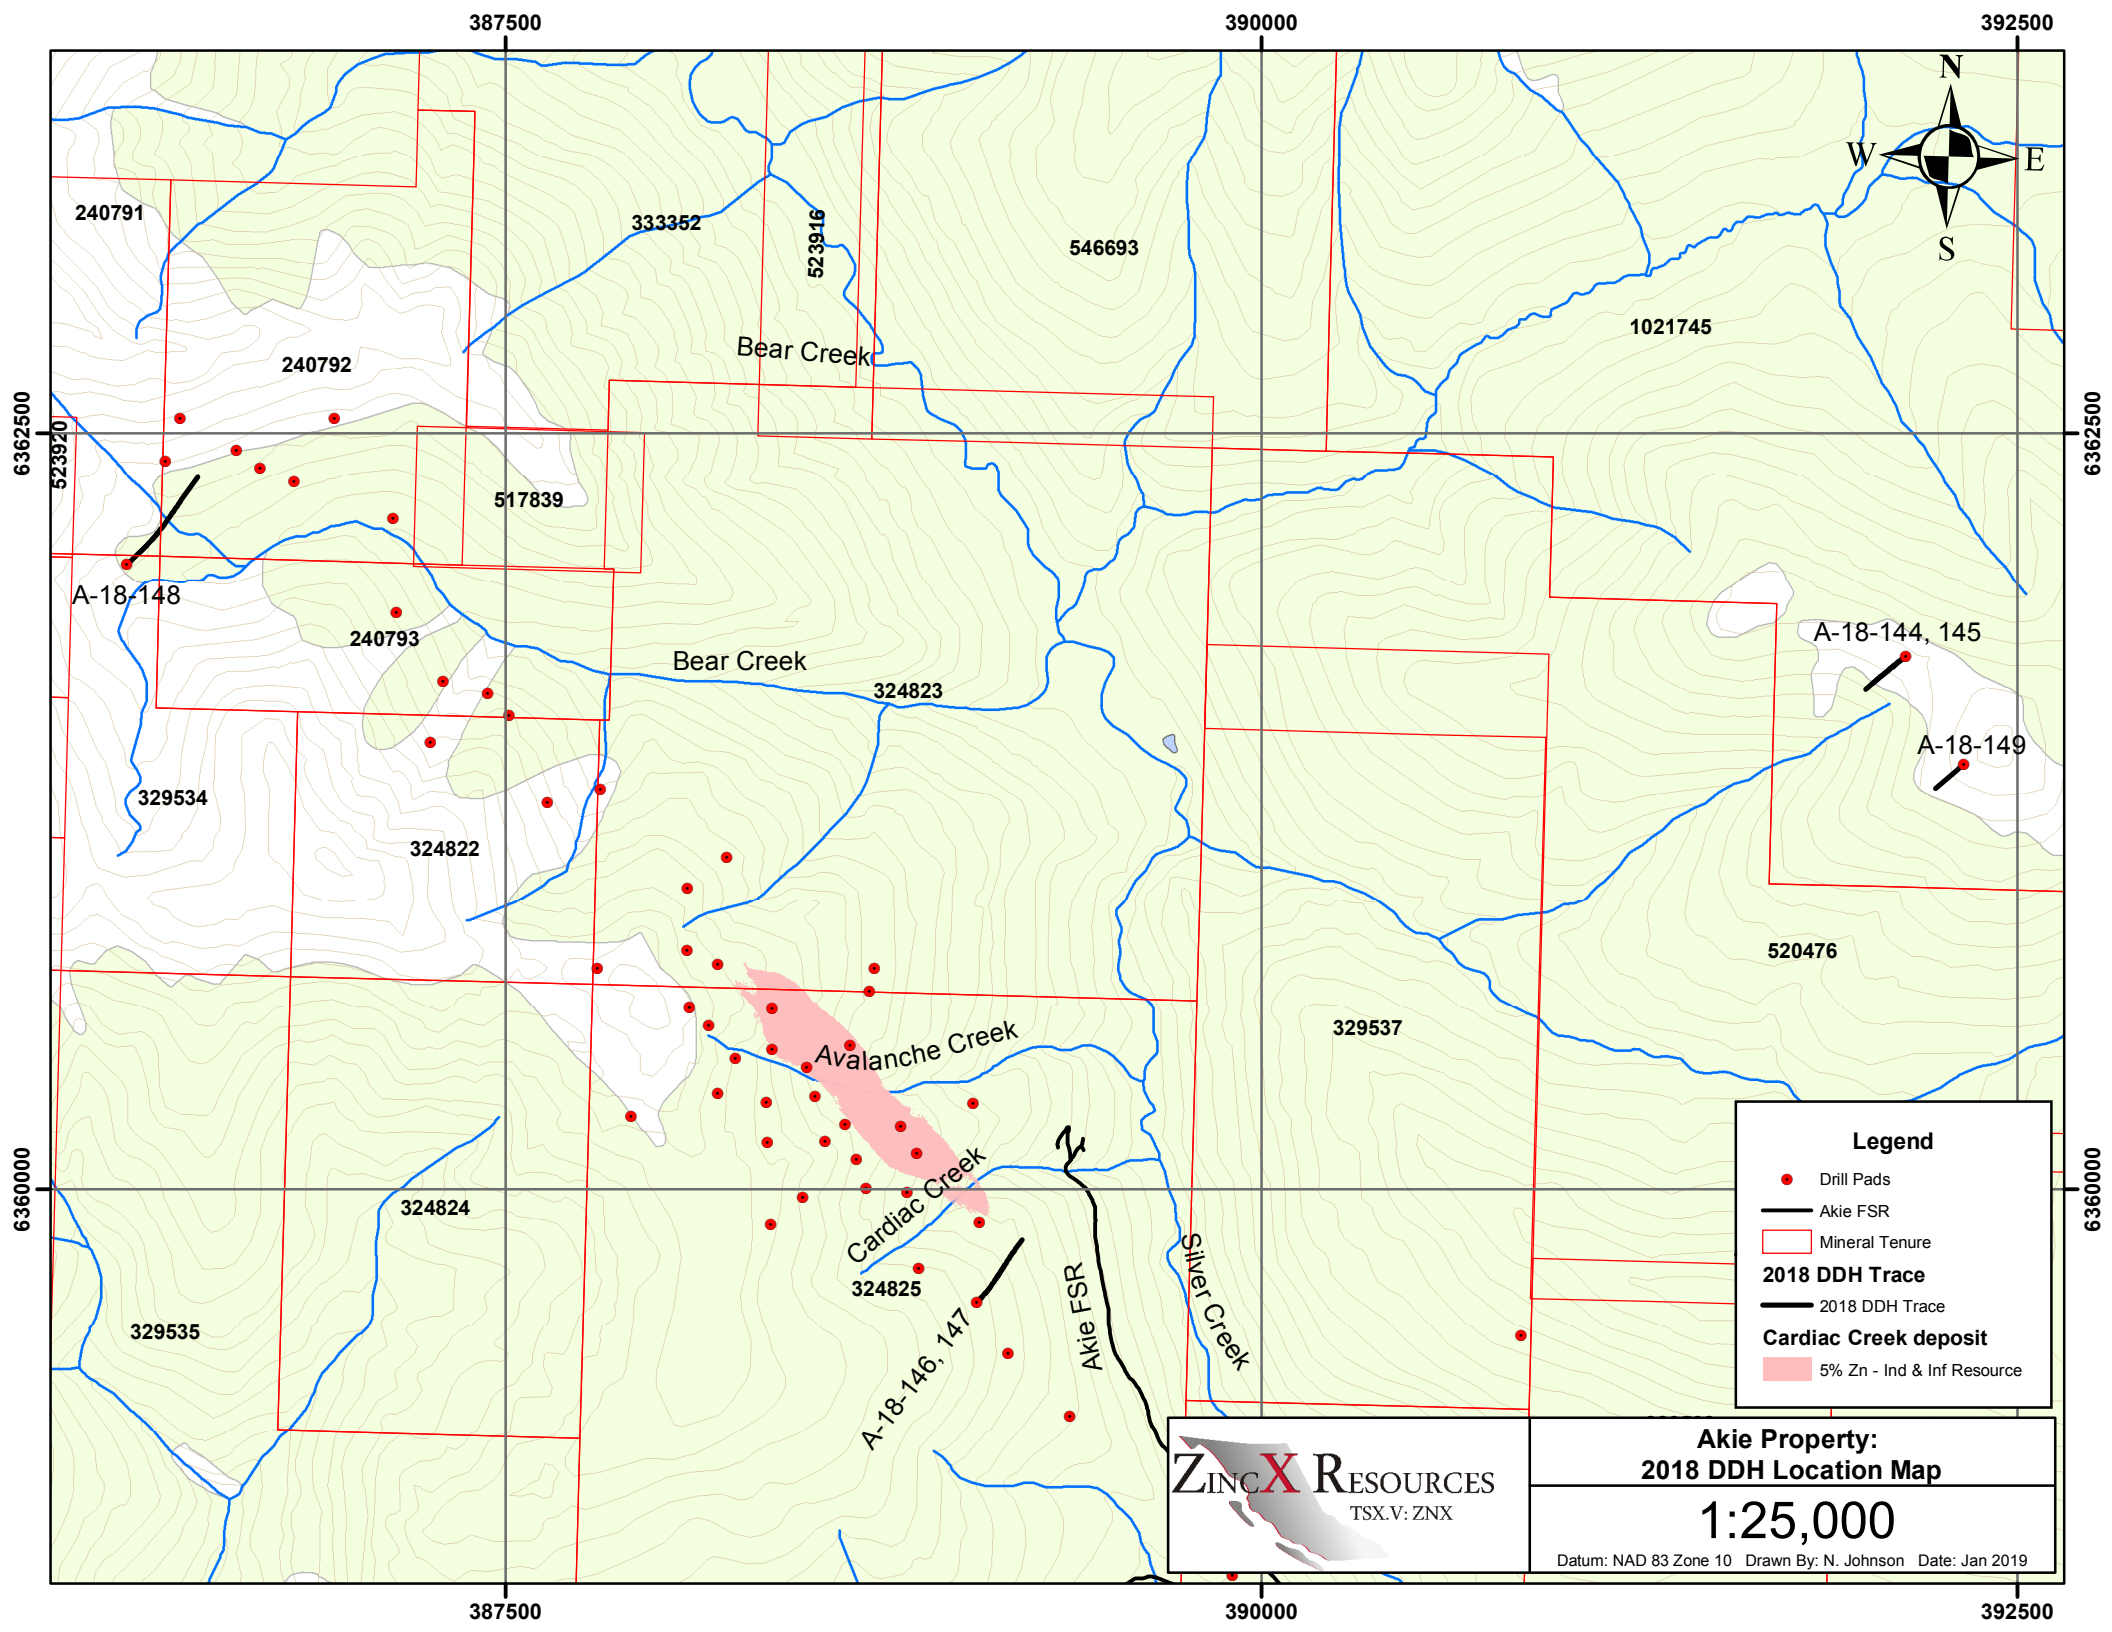 387500
390000
392500
N
W
E
S
240791
333352
523916
546693
1021745
Bear Creek
240792
6362500
523920
6362500
517839
A-18-148
240793
Bear Creek
324823
A-18-144, 145
A-18-149
329534
324822
520476
329537
Avalanche Creek
Cardiac Creek
6360000
6360000
324824
324825
329535
Silver Creek
Akie FSR
A-18-146, 147
Legend
Drill Pads
Akie FSR
Mineral Tenure
2018 DDH Trace
2018 DDH Trace
Cardiac Creek deposit
5% Zn - Ind & Inf Resource
ZINCX RESOURCES
TSX.V: ZNX
Akie Property:
2018 DDH Location Map
1:25,000
Datum: NAD 83 Zone 10 Drawn By: N. Johnson Date: Jan 2019
387500
390000
392500